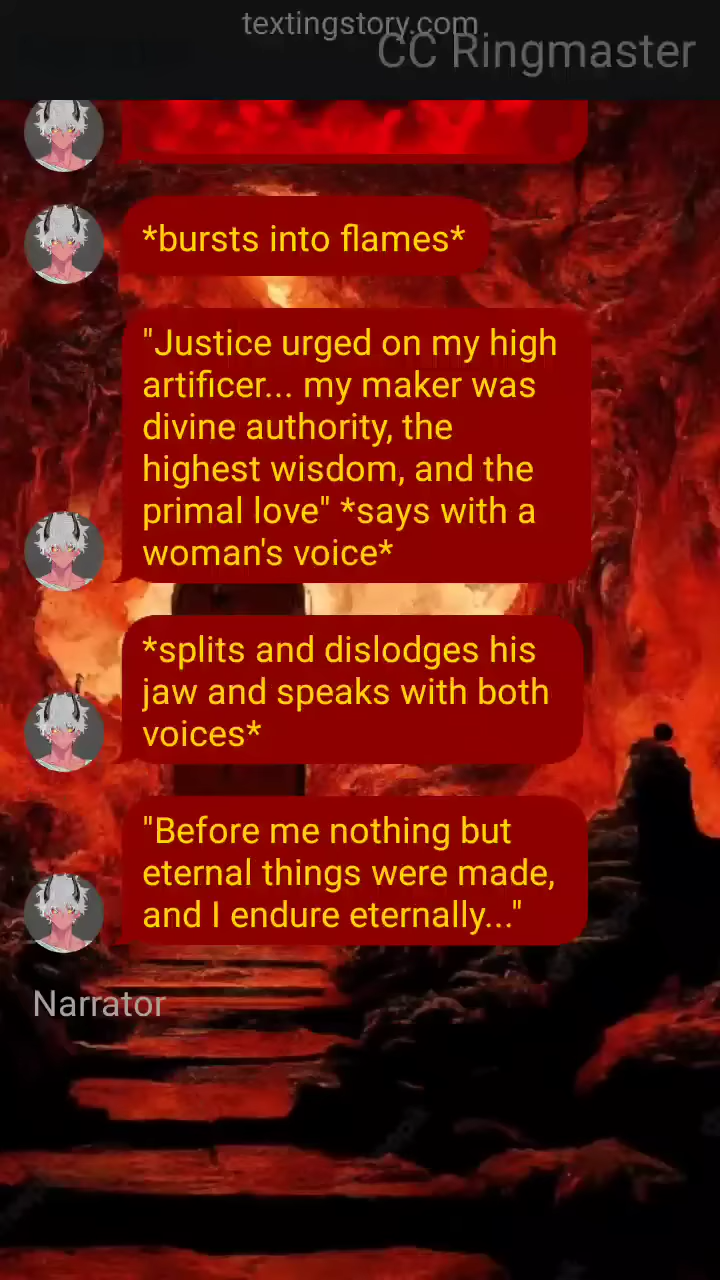 textingstory.com
CC Ringmaster
*bursts into flames*
"Justice urged on my high
artificer... my maker was
divine authority, the
highest wisdom, and the
primal love" *says with a
woman's voice*
*splits and dislodges his
jaw and speaks with both
voices*
"Before me nothing but
eternal things were made,
and I endure eternally..."
Narrator